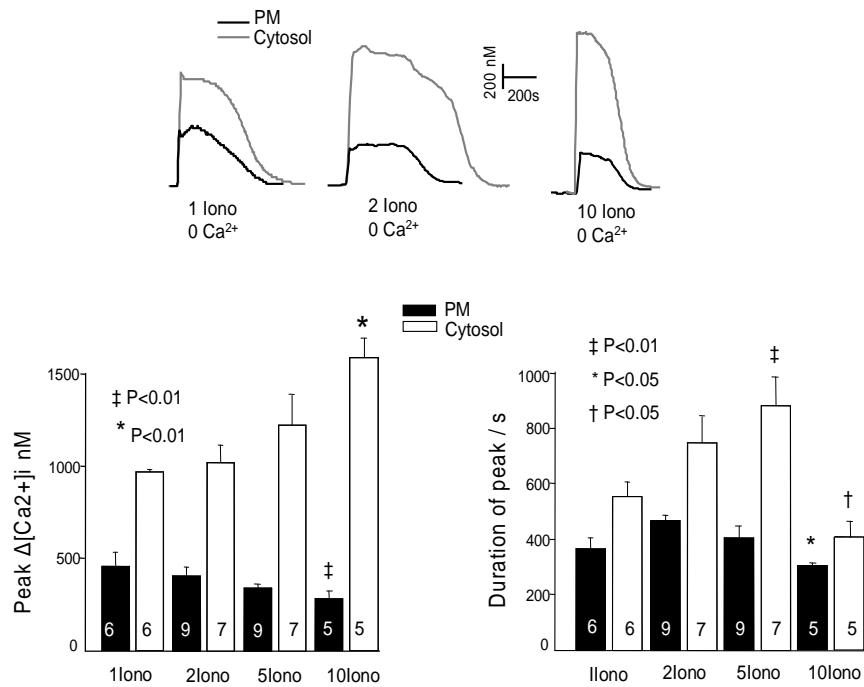 PM
Cytosol
200 nM
200s
1 Iono
0 Ca²⁺
2 Iono
0 Ca²⁺
10 Iono
0 Ca²⁺
PM
Cytosol
Peak Δ[Ca2+]i nM
1500
1000
500
0
‡ P<0.01
* P<0.01
*
‡
6 6 9 7 9 7 5 5
1Iono 2Iono 5Iono 10Iono
Duration of peak / s
1000
800
600
400
200
0
‡ P<0.01
* P<0.05
† P<0.05
‡
*
†
6 6 9 7 9 7 5 5
IIono 2Iono 5Iono 10Iono